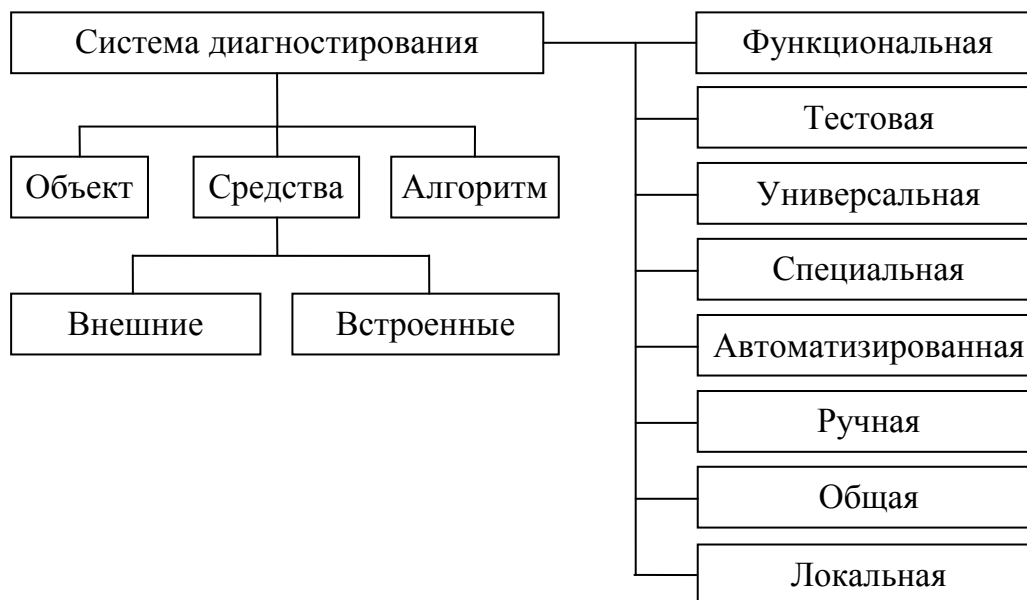 Система диагностирования
Объект
Средства
Алгоритм
Внешние
Встроенные
Функциональная
Тестовая
Универсальная
Специальная
Автоматизированная
Ручная
Общая
Локальная